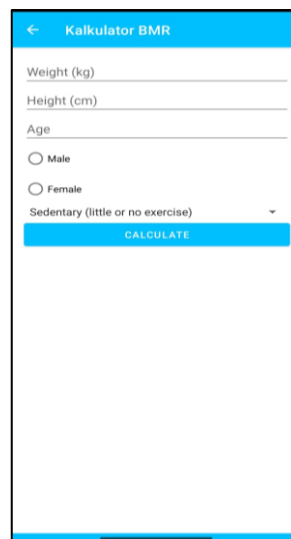 Kalkulator BMR
Weight (kg)
Height (cm)
Age
Male
Female
Sedentary (little or no exercise)
CALCULATE